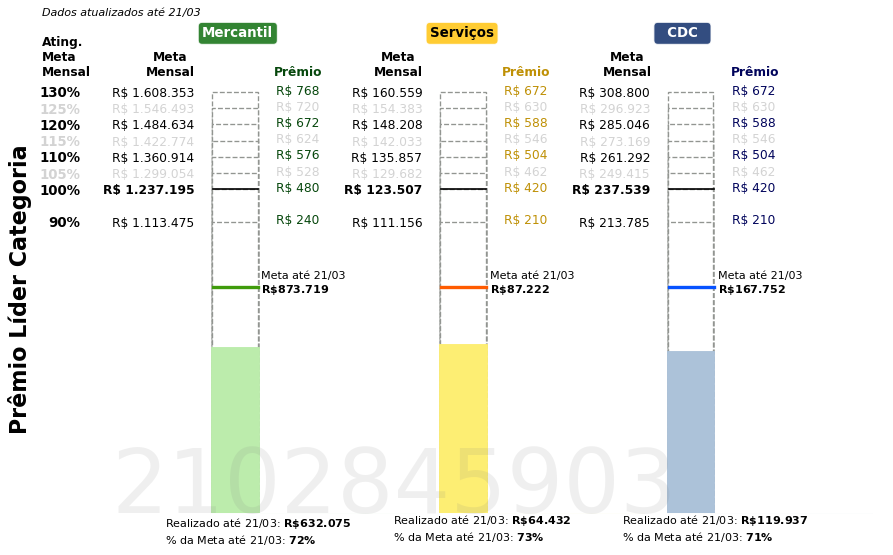 Dados atualizados até 21/03
Mercantil Serviços CDC
Ating. Meta Mensal
Meta Mensal Prêmio Meta Mensal Prêmio Meta Mensal Prêmio
130% R$ 1.608.353 R$ 768 R$ 160.559 R$ 672 R$ 308.800 R$ 672
125% R$ 1.546.493 R$ 720 R$ 154.383 R$ 630 R$ 296.923 R$ 630
120% R$ 1.484.634 R$ 672 R$ 148.208 R$ 588 R$ 285.046 R$ 588
115% R$ 1.422.774 R$ 624 R$ 142.033 R$ 546 R$ 273.169 R$ 546
110% R$ 1.360.914 R$ 576 R$ 135.857 R$ 504 R$ 261.292 R$ 504
105% R$ 1.299.054 R$ 528 R$ 129.682 R$ 462 R$ 249.415 R$ 462
100% R$ 1.237.195 R$ 480 R$ 123.507 R$ 420 R$ 237.539 R$ 420
90% R$ 1.113.475 R$ 240 R$ 111.156 R$ 210 R$ 213.785 R$ 210
Meta até 21/03 Meta até 21/03 Meta até 21/03
R$873.719 R$87.222 R$167.752
Prêmio Líder Categoria
2102845903
Realizado até 21/03: R$632.075 Realizado até 21/03: R$64.432 Realizado até 21/03: R$119.937
% da Meta até 21/03: 72% % da Meta até 21/03: 73% % da Meta até 21/03: 71%